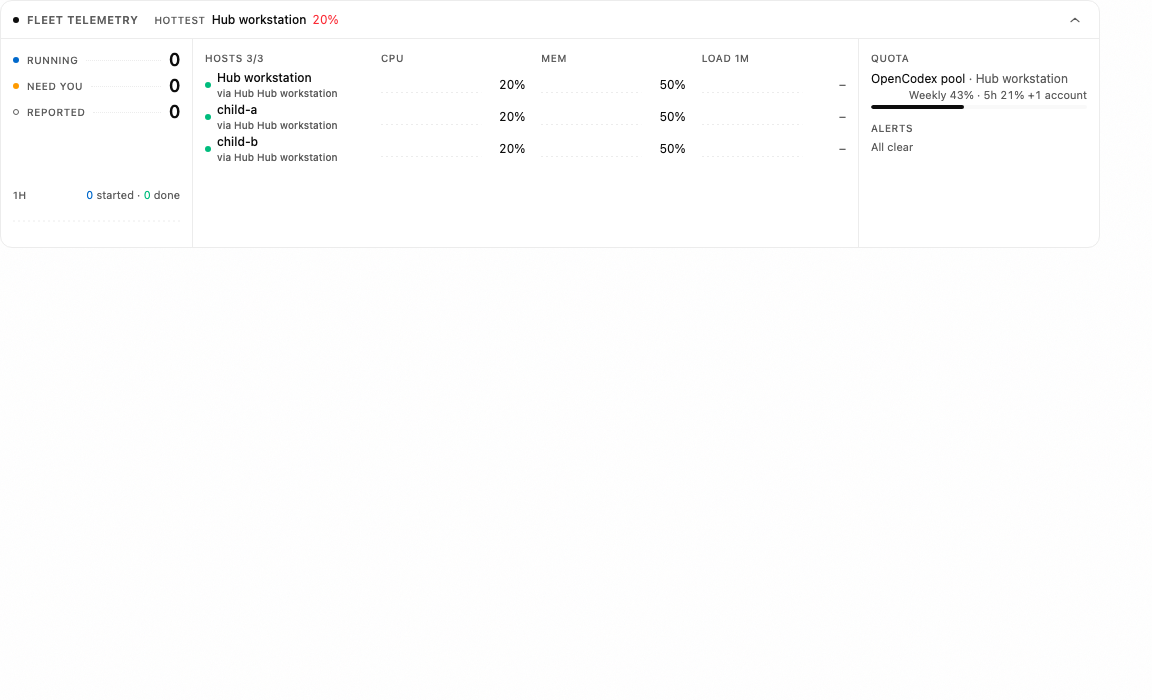 FLEET TELEMETRY HOTTEST Hub workstation 20%
RUNNING 0
NEED YOU 0
REPORTED 0
1H 0 started · 0 done
HOSTS 3/3 CPU MEM LOAD 1M
Hub workstation 20% 50% –
via Hub Hub workstation
child-a 20% 50% –
via Hub Hub workstation
child-b 20% 50% –
via Hub Hub workstation
QUOTA
OpenCodex pool · Hub workstation
Weekly 43% · 5h 21% +1 account
ALERTS
All clear